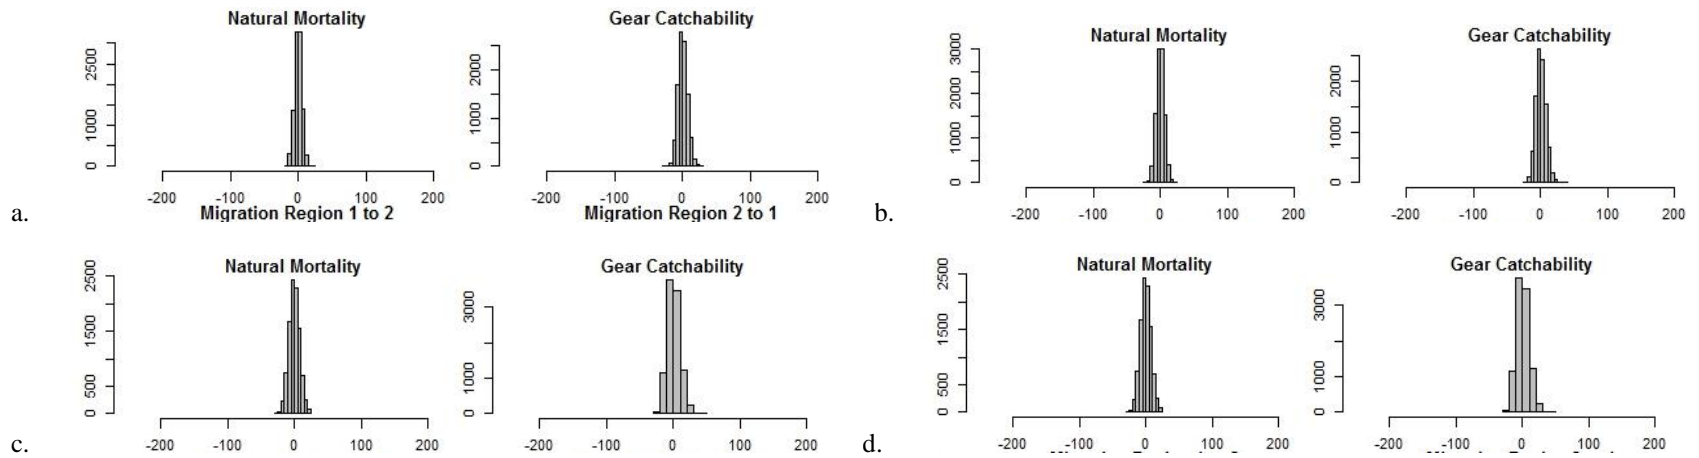 Natural Mortality
Gear Catchability
0 1000 2500
0 1000 2000
-200 -100 0 100 200
-200 -100 0 100 200
Migration Region 1 to 2
Migration Region 2 to 1
a.
Natural Mortality
Gear Catchability
0 1000 2000 3000
0 1000 2000
-200 -100 0 100 200
-200 -100 0 100 200
b.
Natural Mortality
Gear Catchability
0 500 1500 2500
0 1000 3000
-200 -100 0 100 200
-200 -100 0 100 200
c.
Natural Mortality
Gear Catchability
0 500 1500 2500
0 1000 3000
-200 -100 0 100 200
-200 -100 0 100 200
d.